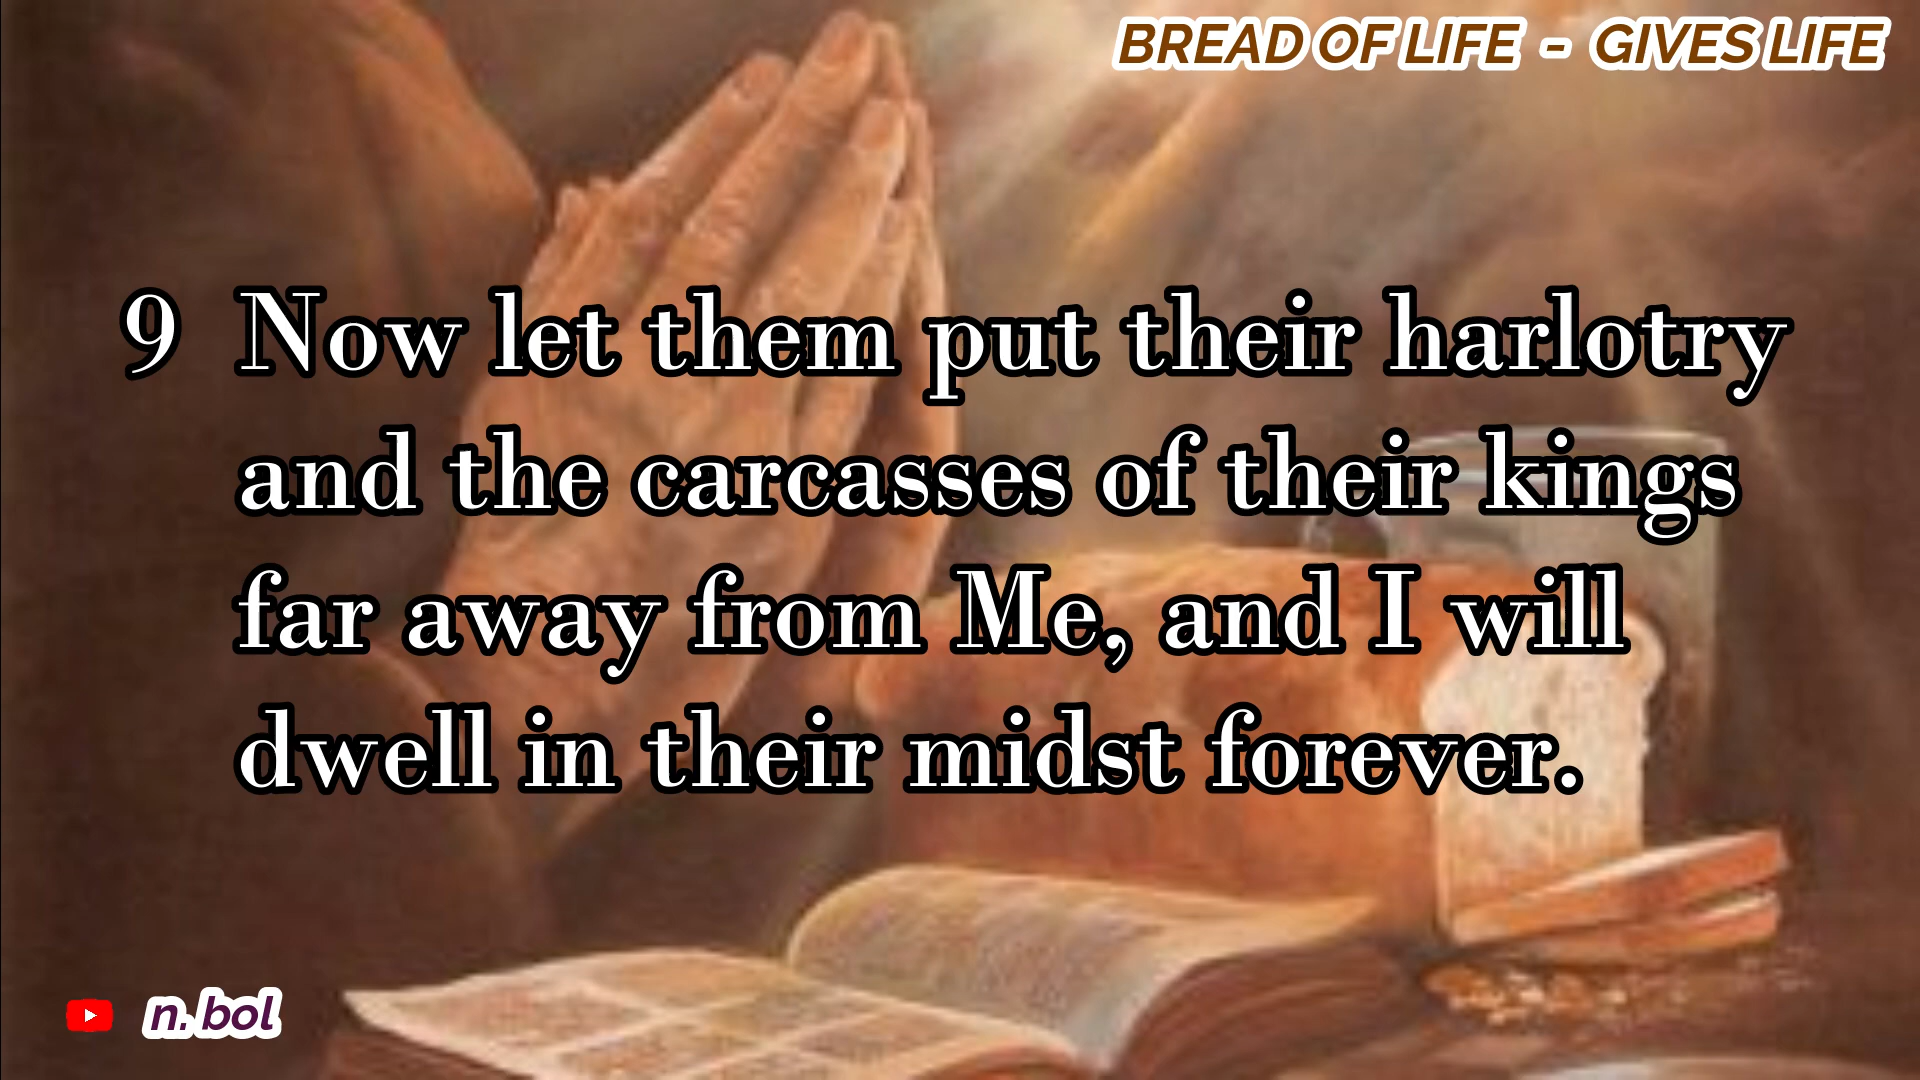 BREAD OF LIFE - GIVES LIFE
9 Now let them put their harlotry
and the carcasses of their kings
far away from Me, and I will
dwell in their midst forever.
n. bol